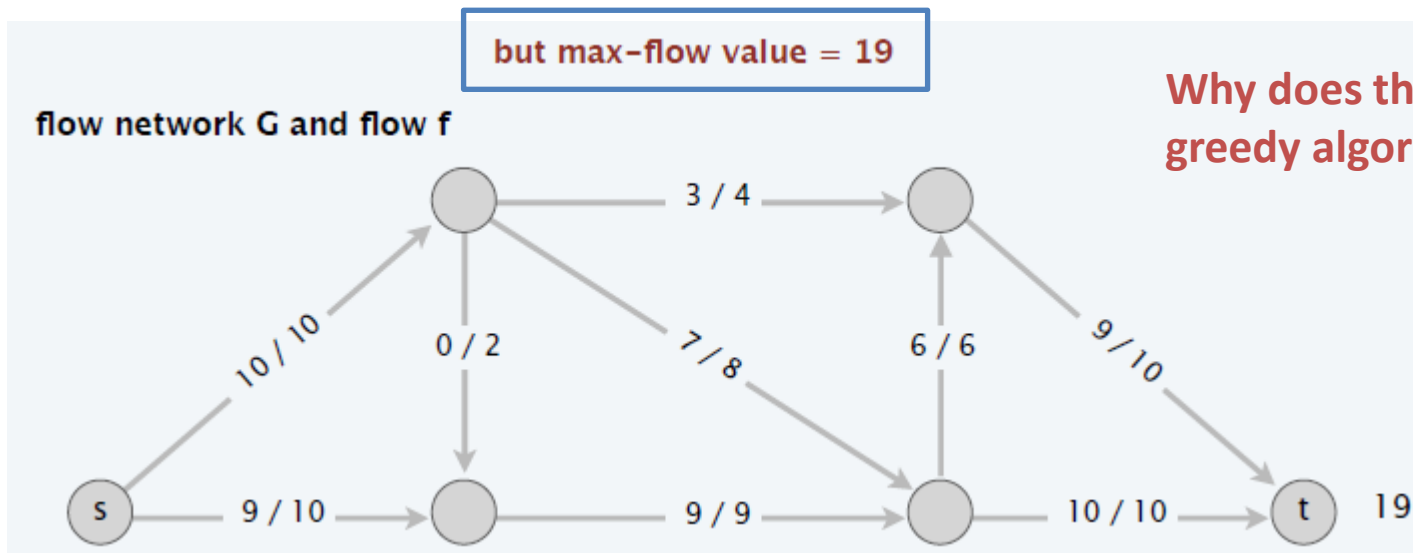 but max-flow value = 19
Why does th
greedy algor
flow network G and flow f
3 / 4
10 / 10
0 / 2
7 / 8
6 / 6
9 / 10
s
9 / 10
9 / 9
10 / 10
t
19